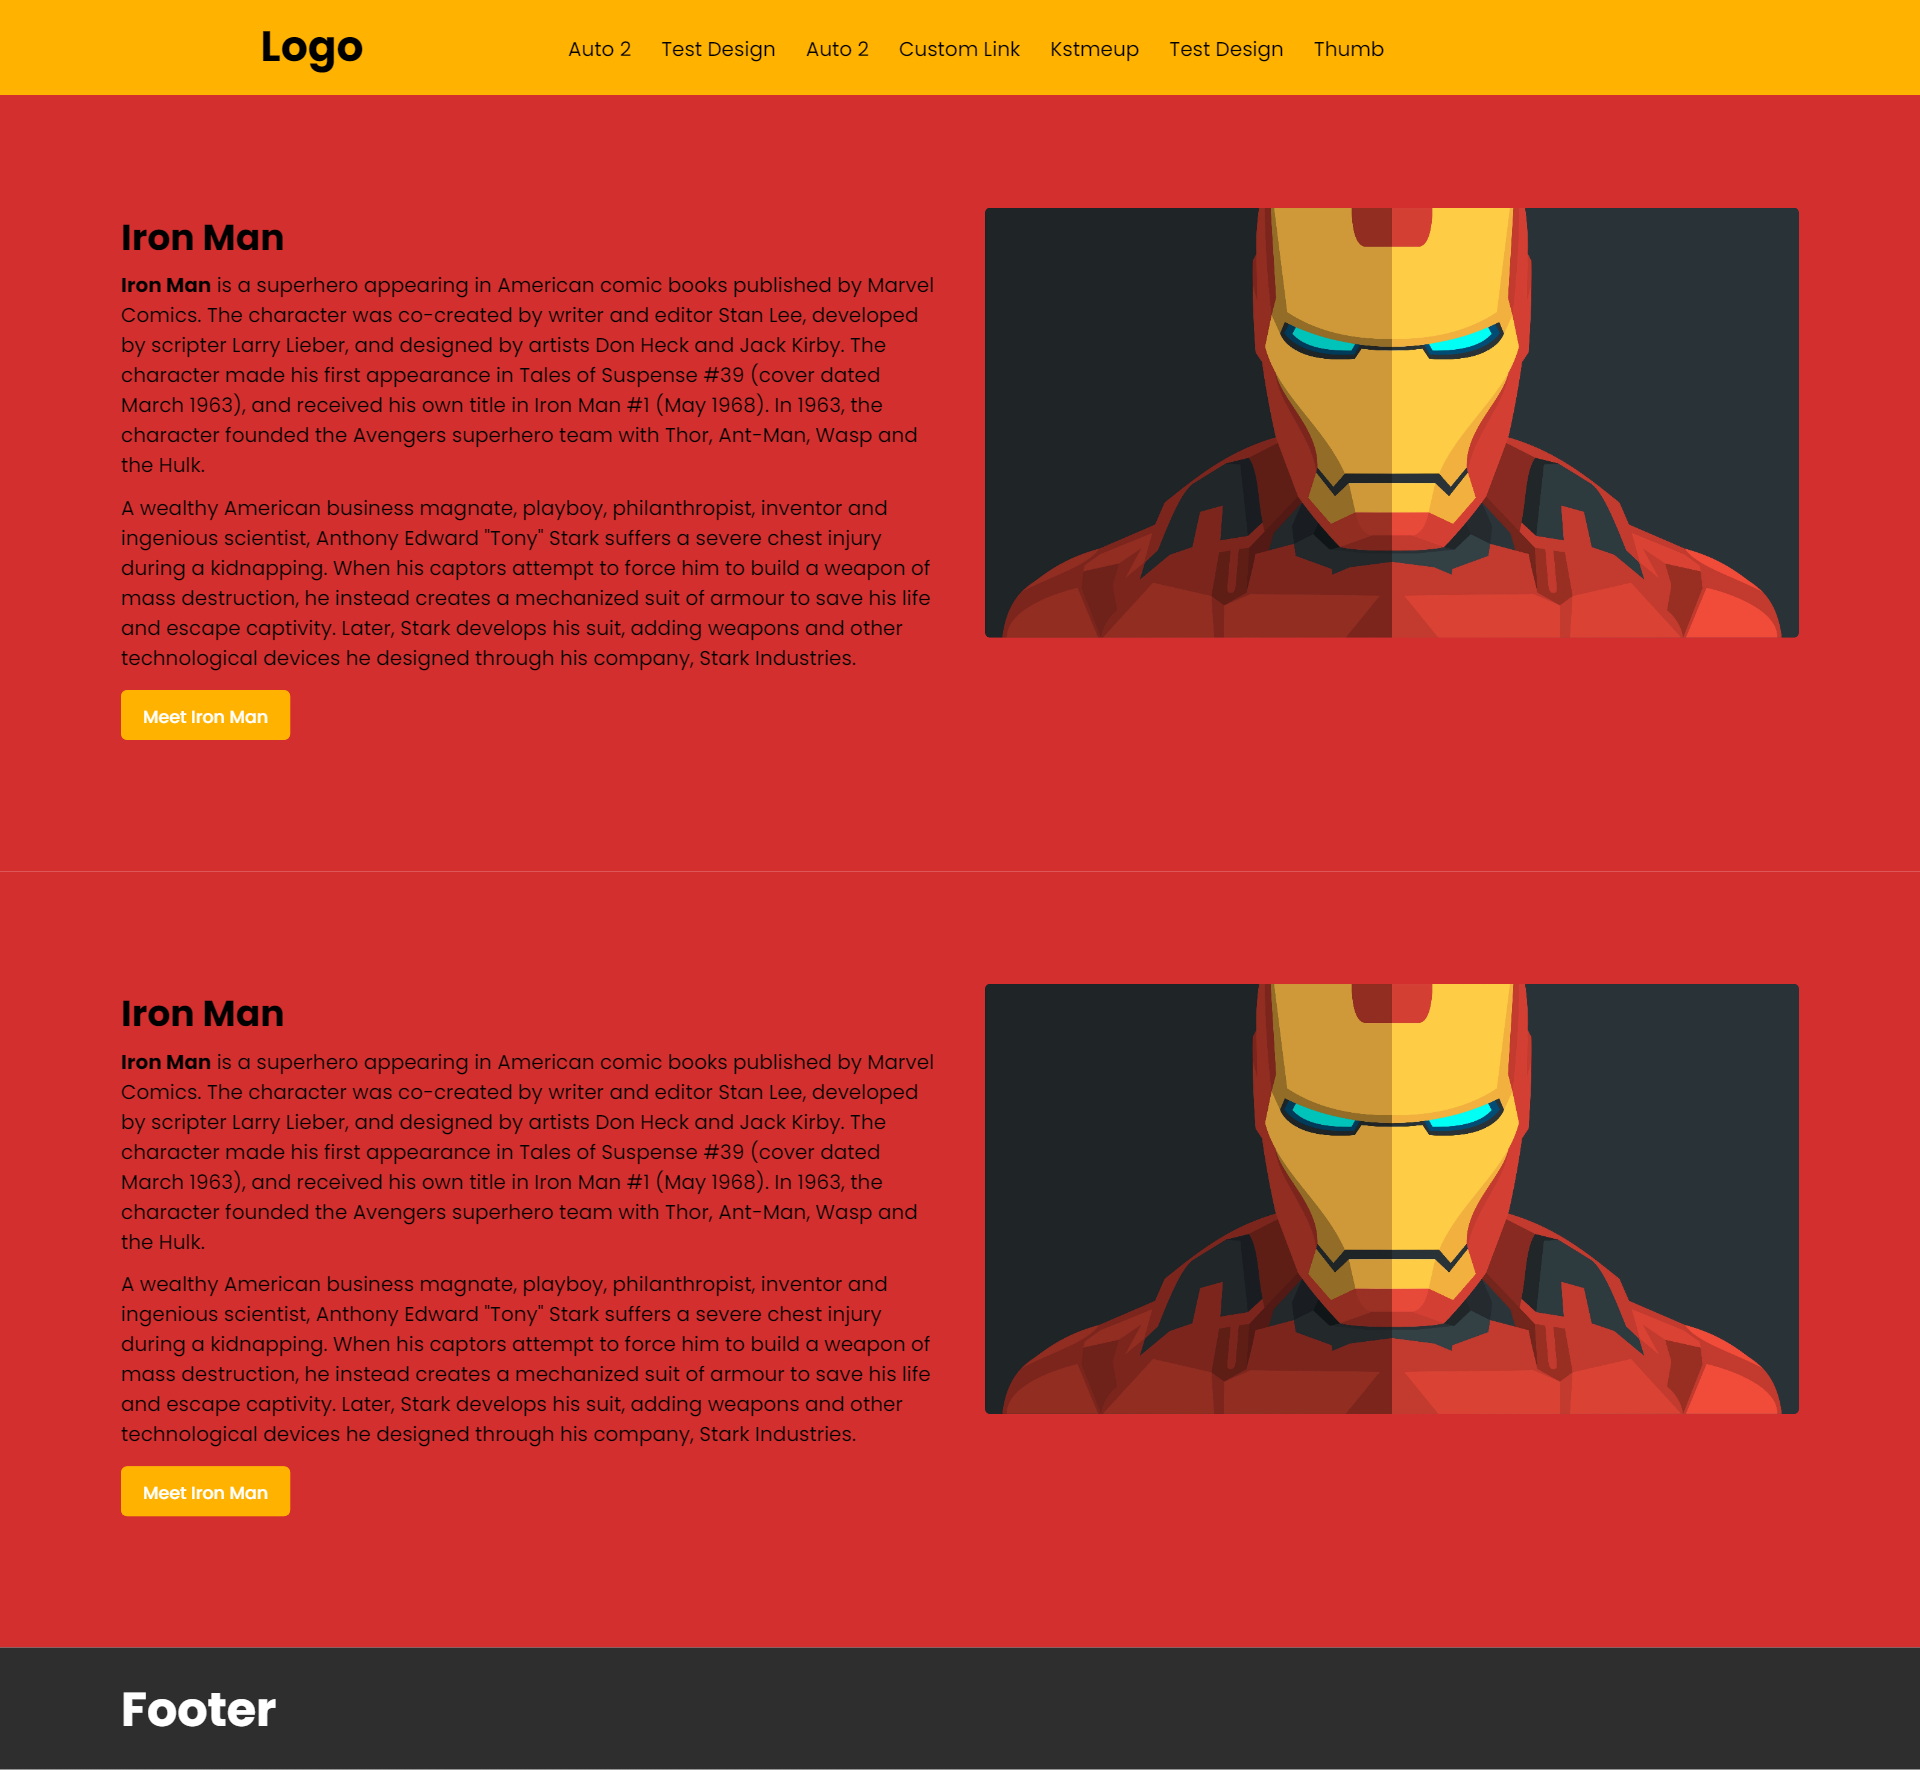 Logo
Auto 2 Test Design Auto 2 Custom Link Kstmeup Test Design Thumb
Iron Man
Iron Man is a superhero appearing in American comic books published by Marvel
Comics. The character was co-created by writer and editor Stan Lee, developed
by scripter Larry Lieber, and designed by artists Don Heck and Jack Kirby. The
character made his first appearance in Tales of Suspense #39 (cover dated
March 1963), and received his own title in Iron Man #1 (May 1968). In 1963, the
character founded the Avengers superhero team with Thor, Ant-Man, Wasp and
the Hulk.
A wealthy American business magnate, playboy, philanthropist, inventor and
ingenious scientist, Anthony Edward "Tony" Stark suffers a severe chest injury
during a kidnapping. When his captors attempt to force him to build a weapon of
mass destruction, he instead creates a mechanized suit of armour to save his life
and escape captivity. Later, Stark develops his suit, adding weapons and other
technological devices he designed through his company, Stark Industries.
Meet Iron Man
Iron Man
Iron Man is a superhero appearing in American comic books published by Marvel
Comics. The character was co-created by writer and editor Stan Lee, developed
by scripter Larry Lieber, and designed by artists Don Heck and Jack Kirby. The
character made his first appearance in Tales of Suspense #39 (cover dated
March 1963), and received his own title in Iron Man #1 (May 1968). In 1963, the
character founded the Avengers superhero team with Thor, Ant-Man, Wasp and
the Hulk.
A wealthy American business magnate, playboy, philanthropist, inventor and
ingenious scientist, Anthony Edward "Tony" Stark suffers a severe chest injury
during a kidnapping. When his captors attempt to force him to build a weapon of
mass destruction, he instead creates a mechanized suit of armour to save his life
and escape captivity. Later, Stark develops his suit, adding weapons and other
technological devices he designed through his company, Stark Industries.
Meet Iron Man
Footer